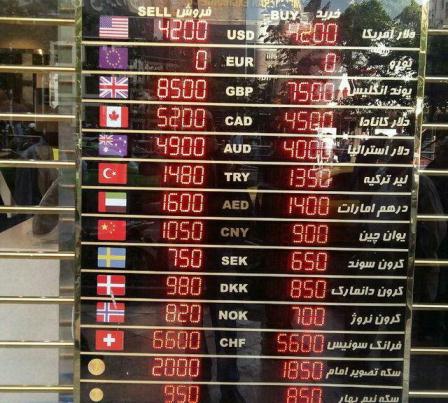 SELL فروش BUY خرید
4200 USD 4200 دلار آمریکا
0 EUR 0 یورو
8500 GBP 7500 پوند انگلیس
5200 CAD 4500 دلار کانادا
4900 AUD 400 دلار استرالیا
1480 TRY 1350 لیر ترکیه
1600 AED 1400 درهم امارات
1050 CNY 900 یوان چین
750 SEK 650 کرون سوئد
980 DKK 850 کرون دانمارک
820 NOK 700 کرون نروژ
6600 CHF 5600 فرانک سوئیس
2000 1850 سکه تصویر امام
950 850 سکه نیم بهار